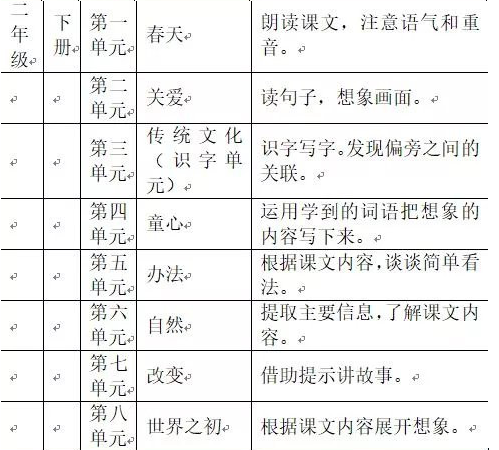 二年级 下册 第一单元 春天 朗读课文，注意语气和重音。
第二单元 关爱 读句子，想象画面。
第三单元 传统文化（识字单元） 识字写字。发现偏旁之间的关联。
第四单元 童心 运用学到的词语把想象的内容写下来。
第五单元 办法 根据课文内容，谈谈简单看法。
第六单元 自然 提取主要信息，了解课文内容。
第七单元 改变 借助提示讲故事。
第八单元 世界之初 根据课文内容展开想象。